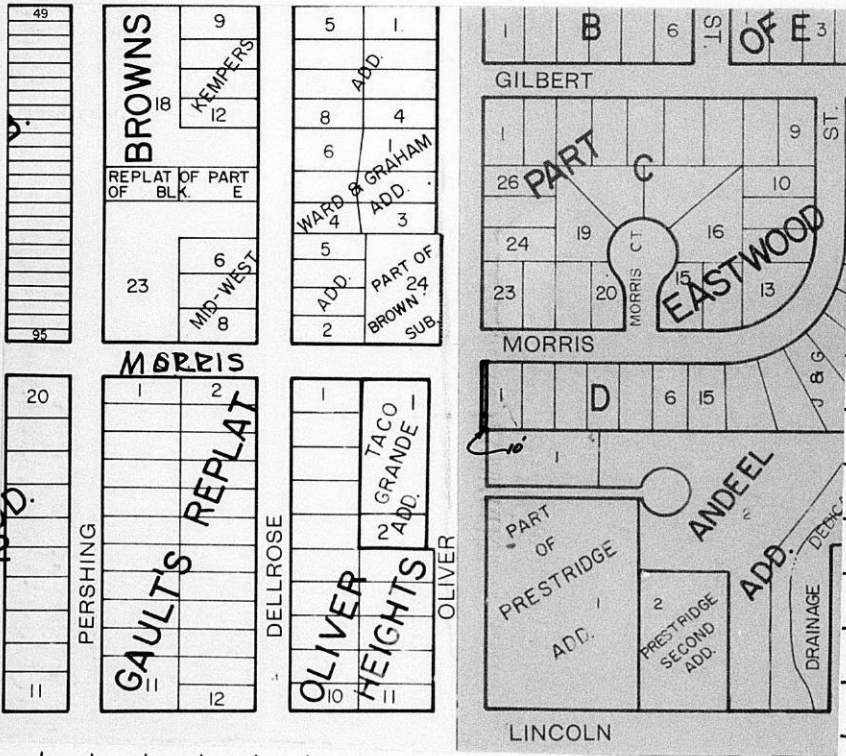 49
95
20
11
PERSHING
BROWNS
18
9
KEMPERS
12
REPLAT OF PART
OF BLK. E
23
6
MID-WEST
8
MORRIS
1
2
GAULT'S REPLAT
11
12
DELLROSE
5
1
ADD.
8
4
6
1
WARD & GRAHAM
ADD.
4
3
5
ADD.
2
PART OF
24
BROWN
SUB.
1
TACO
GRANDE
ADD.
1
2
OLIVER
HEIGHTS
10
11
OLIVER
1
B
6
ST.
OF E
3
GILBERT
1
9
ST.
PART
C
26
10
19
16
24
MORRIS CT
EASTWOOD
23
20
15
13
MORRIS
1
D
6
15
J & G
10'
1
ANDEEL
ADD.
2
PART
OF
PRESTRIDGE
1
ADD.
2
PRESTRIDGE
SECOND
ADD.
DRAINAGE
DEDIC
LINCOLN